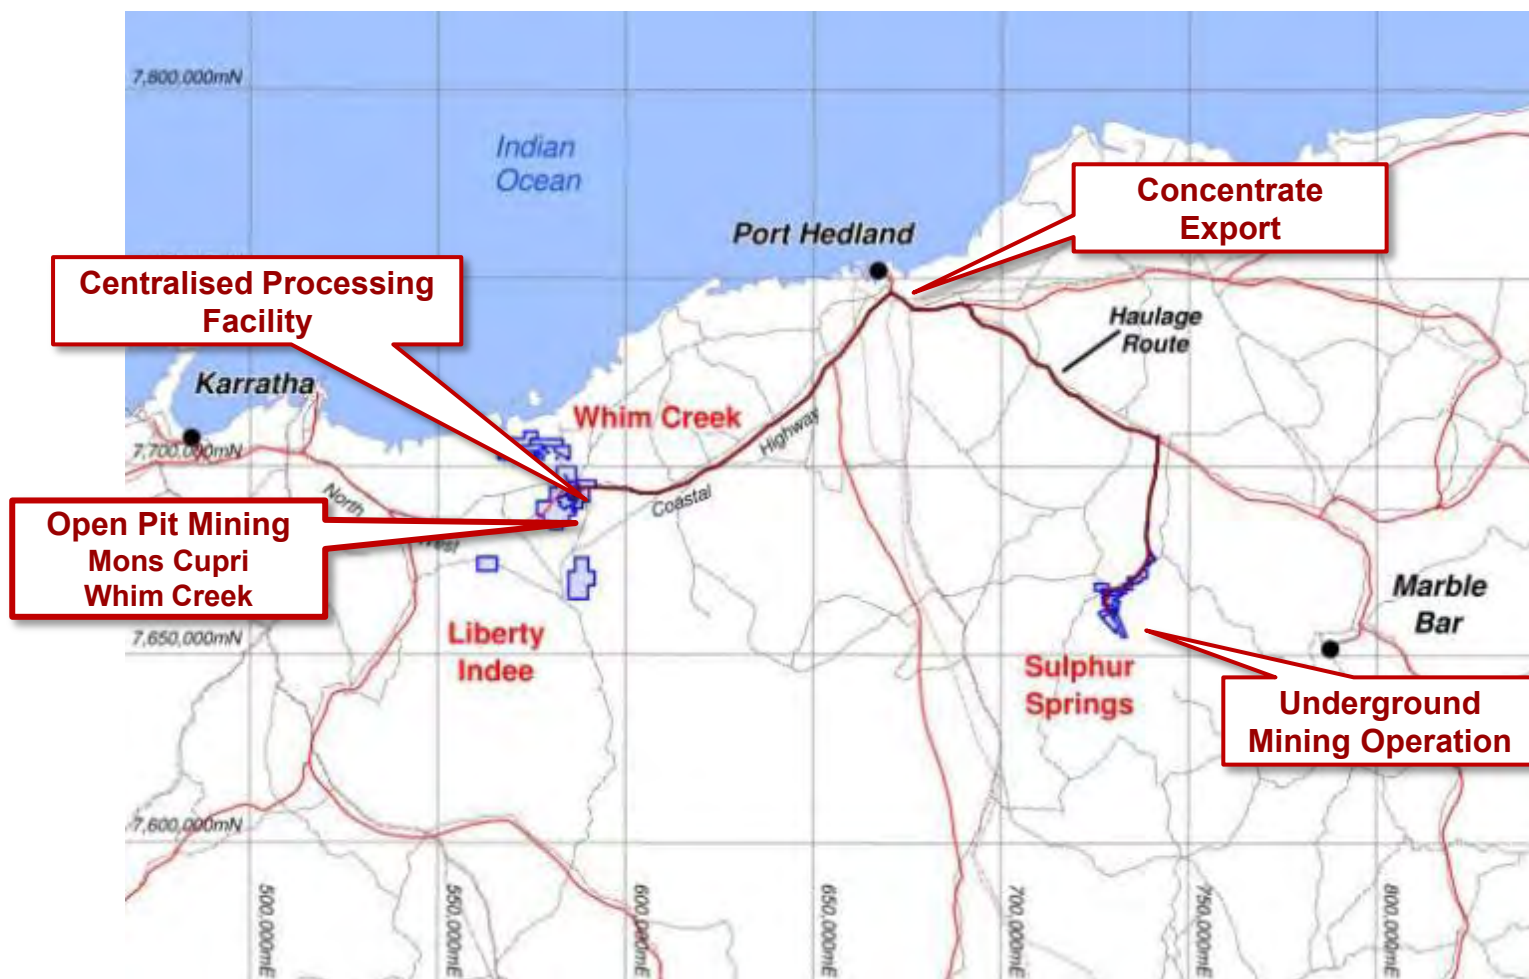 7,800,000mN
Indian
Ocean
Concentrate
Export
Port Hedland
Centralised Processing
Facility
Haulage
Route
Karratha
Whim Creek
Highway
7,700,000mN
Coastal
North
West
Open Pit Mining
Mons Cupri
Whim Creek
Marble
Bar
Liberty
Indee
7,650,000mN
Sulphur
Springs
Underground
Mining Operation
7,600,000mN
500,000mE
550,000mE
600,000mE
650,000mE
700,000mE
750,000mE
800,000mE